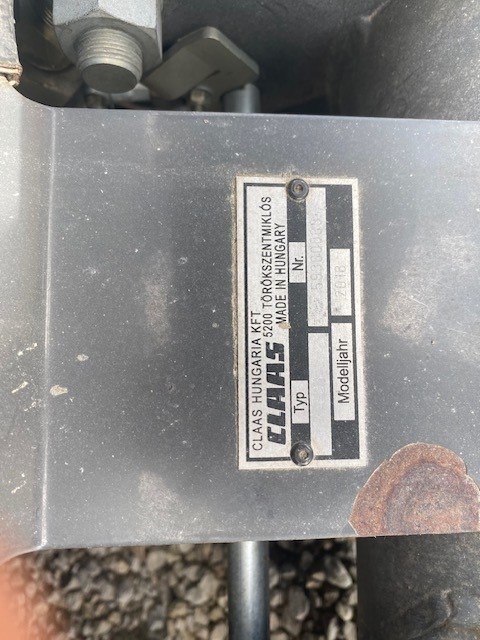 CLAAS HUNGARIA KFT
5200 TÖRÖKSZENTMIKLÓS
CLAAS MADE IN HUNGARY
Typ Nr.
Modelljahr 2018